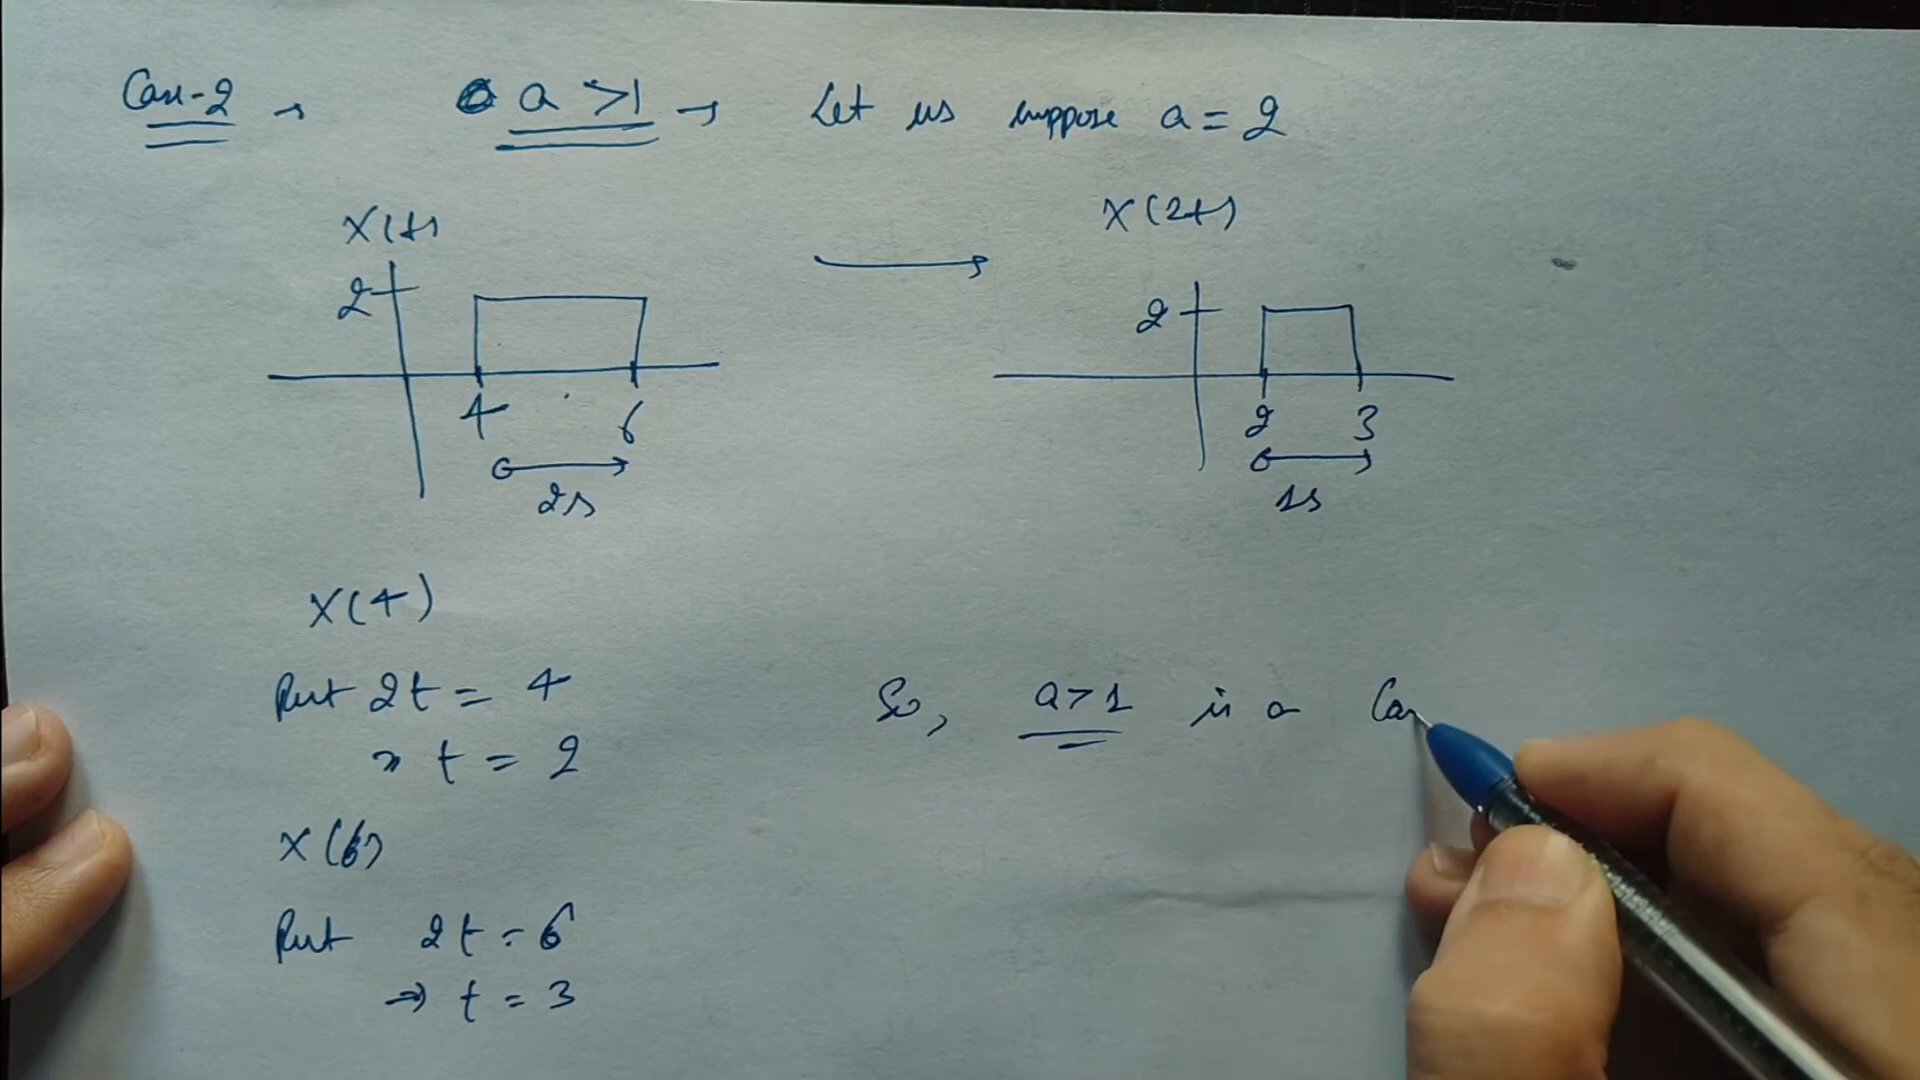 Case-2 → a >1 → Let us suppose a = 2
X(t) → X(2t)
2 2
4 6 2 3
2s 1s
X(4)
Put 2t = 4
t = 2
So, a>1 is a Cas
X(6)
Put 2t = 6
⇒ t = 3